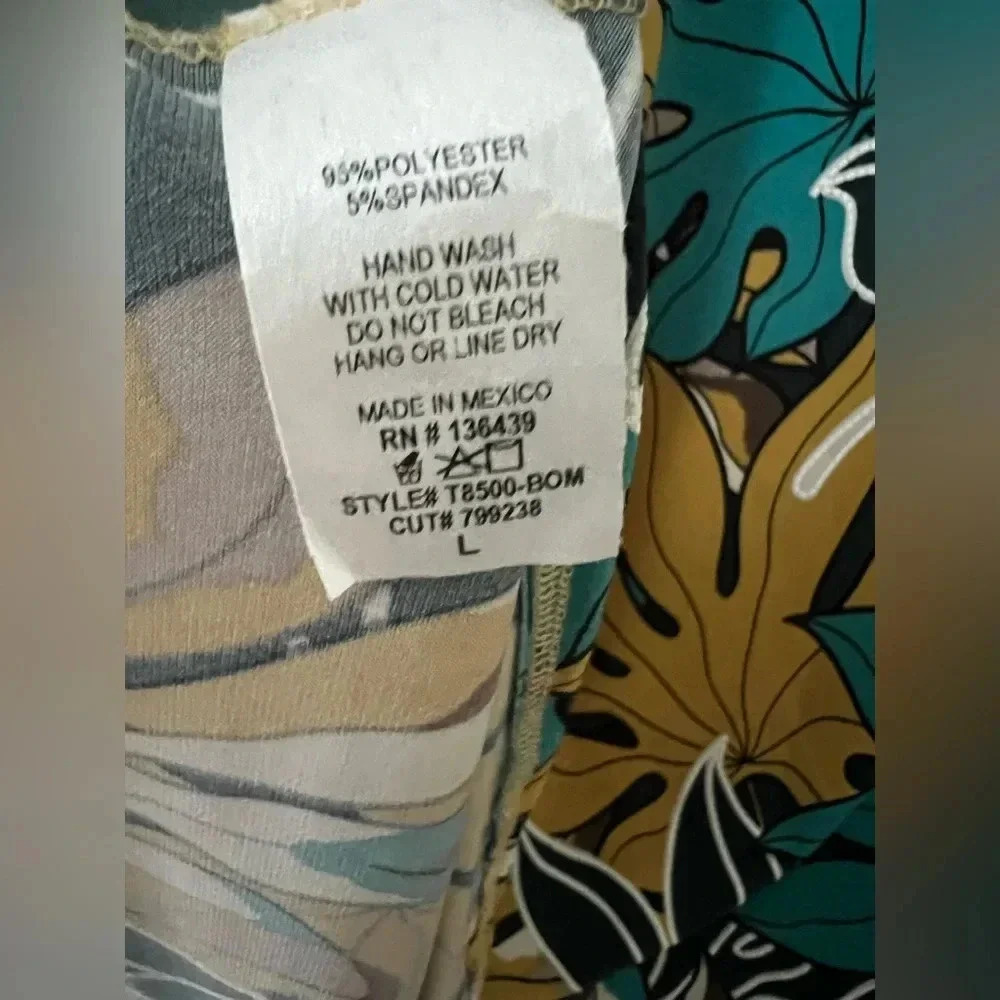 95%POLYESTER
5%SPANDEX
HAND WASH
WITH COLD WATER
DO NOT BLEACH
HANG OR LINE DRY
MADE IN MEXICO
RN # 136439
STYLE# T8500-BOM
CUT# 799238
L